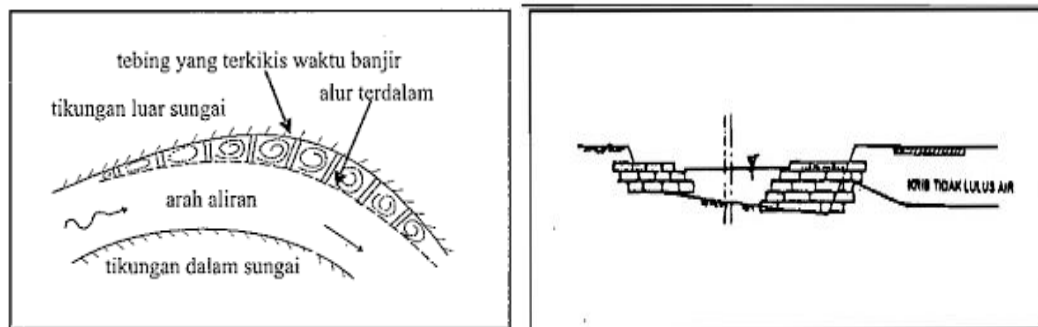 tebing yang terkikis waktu banjir
alur terdalam
tikungan luar sungai
arah aliran
tikungan dalam sungai
KRIB TIDAK LULUS AIR